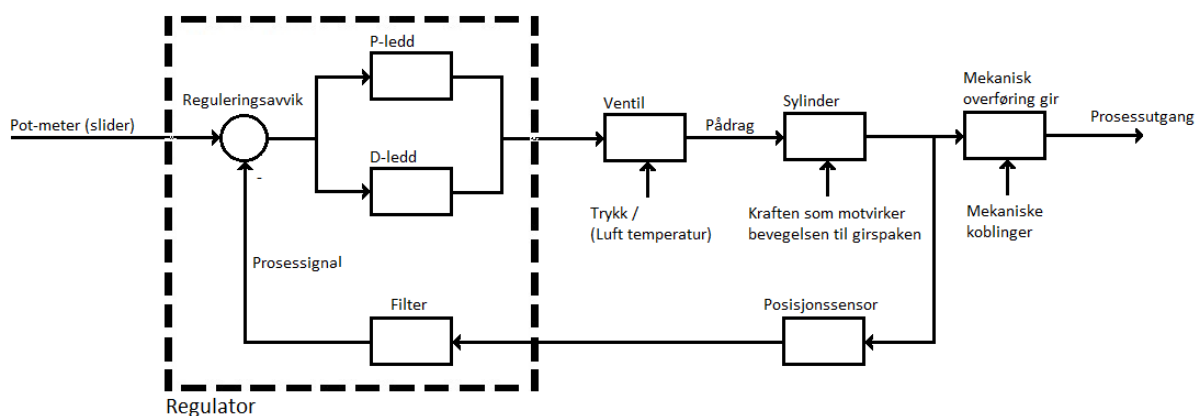 P-ledd
Reguleringsavvik
Pot-meter (slider)
D-ledd
-
Prosessignal
Filter
Regulator
Ventil
Pådrag
Sylinder
Mekanisk
overføring gir
Prosessutgang
Trykk /
(Luft temperatur)
Kraften som motvirker
bevegelsen til girspaken
Mekaniske
koblinger
Posisjonssensor